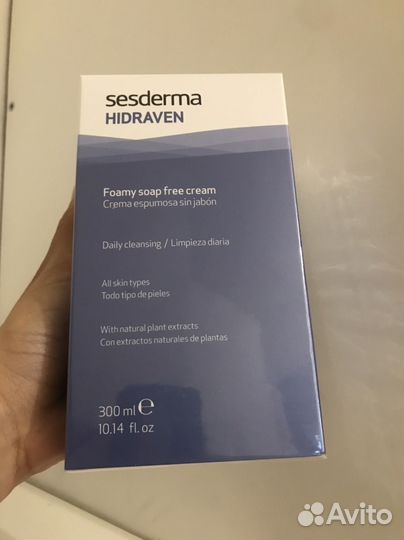 sesderma
HIDRAVEN
Foamy soap free cream
Crema espumosa sin jabón
Daily cleansing / Limpieza diaria
All skin types
Todo tipo de pieles
With natural plant extracts
Con extractos naturales de plantas
300 ml ℮
10.14 fl. oz
Avito